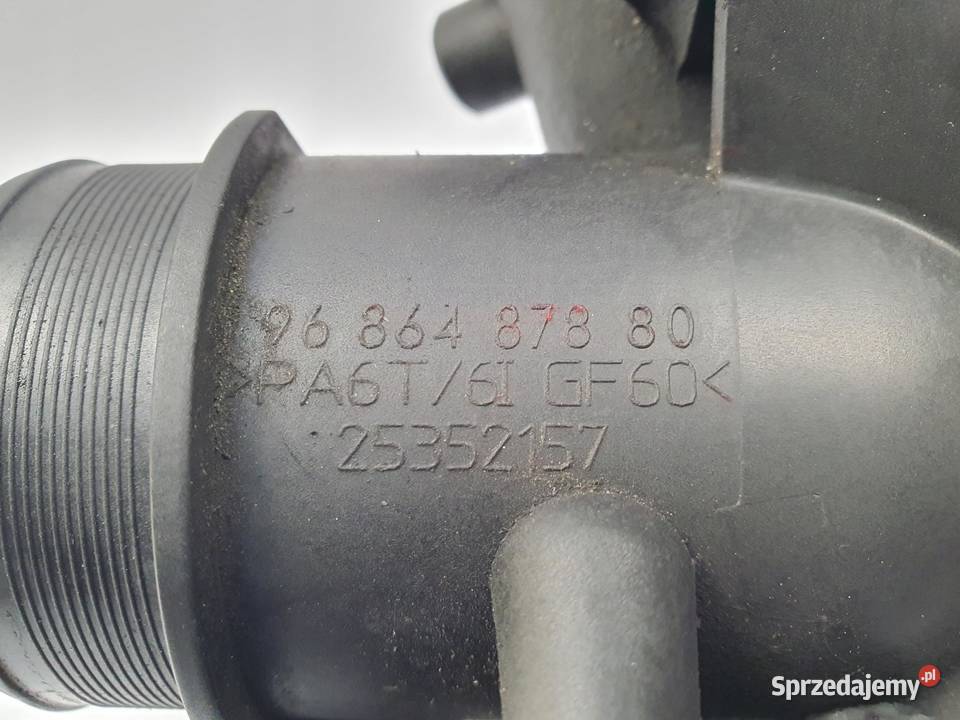 96 864 878 80
>PA6T/6I GF60<
25352157
Sprzedajemy.pl